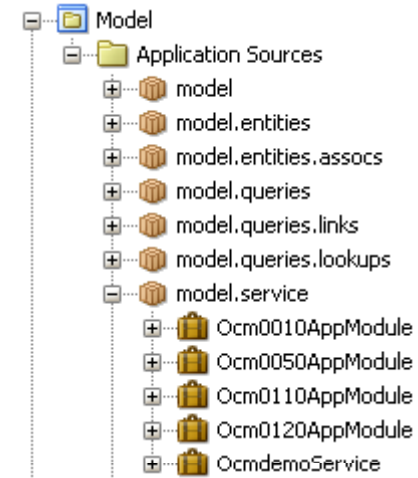 Model
Application Sources
model
model.entities
model.entities.assocs
model.queries
model.queries.links
model.queries.lookups
model.service
Ocm0010AppModule
Ocm0050AppModule
Ocm0110AppModule
Ocm0120AppModule
OcmdemoService